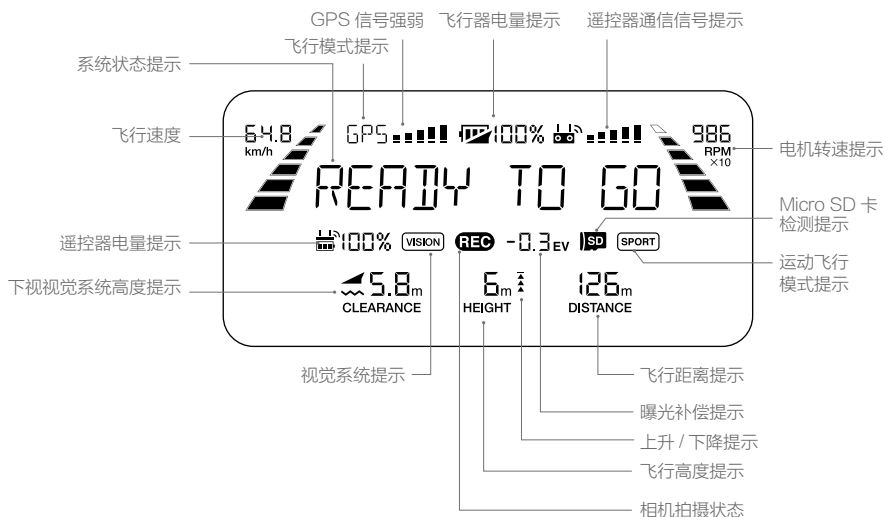 GPS 信号强弱
飞行器电量提示
遥控器通信信号提示
飞行模式提示
系统状态提示
飞行速度
64.8
km/h
GPS
100%
986
RPM
×10
电机转速提示
READY TO GO
Micro SD 卡
检测提示
遥控器电量提示
100%
VISION
REC
-0.3 EV
SD
SPORT
运动飞行
模式提示
下视视觉系统高度提示
5.8m
CLEARANCE
6m
HEIGHT
126m
DISTANCE
视觉系统提示
飞行距离提示
曝光补偿提示
上升 / 下降提示
飞行高度提示
相机拍摄状态